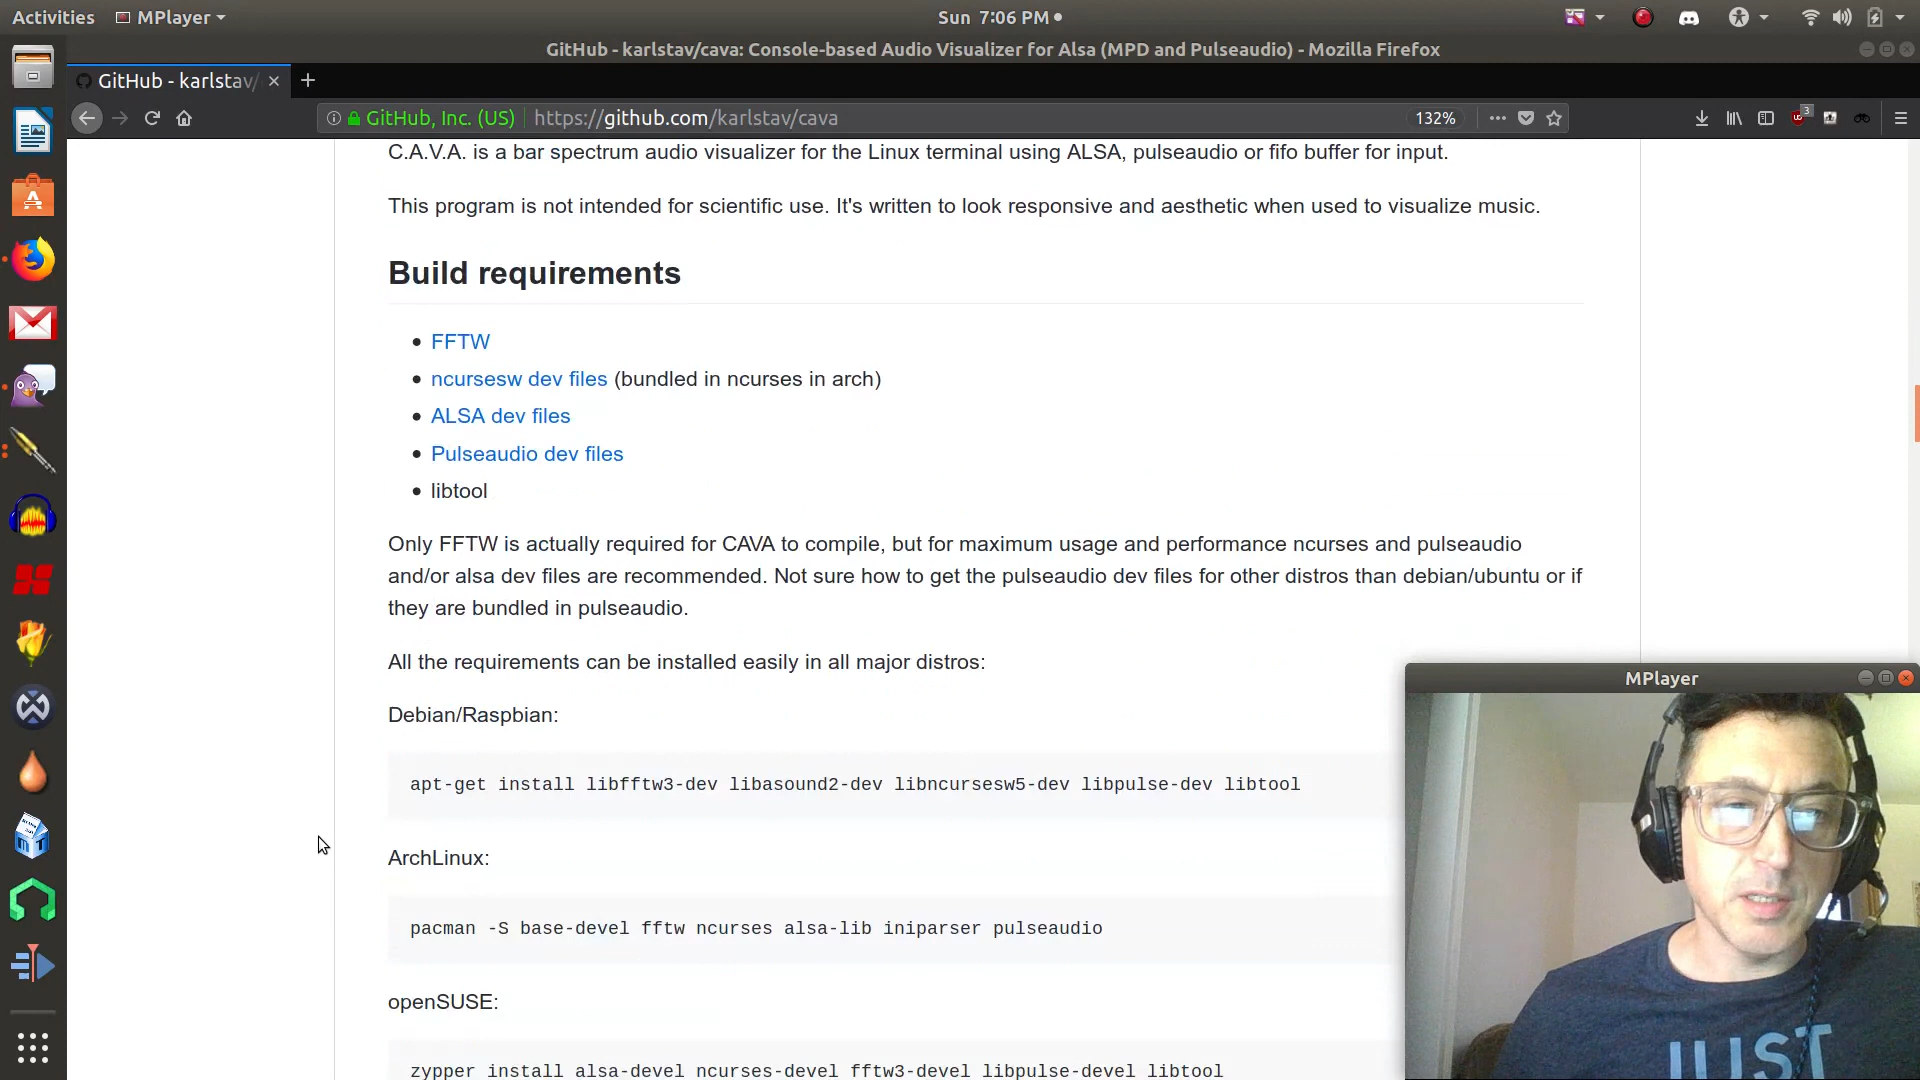 Activities MPlayer Sun 7:06 PM
GitHub - karlstav/cava: Console-based Audio Visualizer for Alsa (MPD and Pulseaudio) - Mozilla Firefox
GitHub - karlstav/
GitHub, Inc. (US) https://github.com/karlstav/cava 132% 3
C.A.V.A. is a bar spectrum audio visualizer for the Linux terminal using ALSA, pulseaudio or fifo buffer for input.
This program is not intended for scientific use. It's written to look responsive and aesthetic when used to visualize music.
Build requirements
FFTW
ncursesw dev files (bundled in ncurses in arch)
ALSA dev files
Pulseaudio dev files
libtool
Only FFTW is actually required for CAVA to compile, but for maximum usage and performance ncurses and pulseaudio
and/or alsa dev files are recommended. Not sure how to get the pulseaudio dev files for other distros than debian/ubuntu or if
they are bundled in pulseaudio.
All the requirements can be installed easily in all major distros:
Debian/Raspbian:
apt-get install libfftw3-dev libasound2-dev libncursesw5-dev libpulse-dev libtool
ArchLinux:
pacman -S base-devel fftw ncurses alsa-lib iniparser pulseaudio
openSUSE:
zypper install alsa-devel ncurses-devel fftw3-devel libpulse-devel libtool
MPlayer
JUST